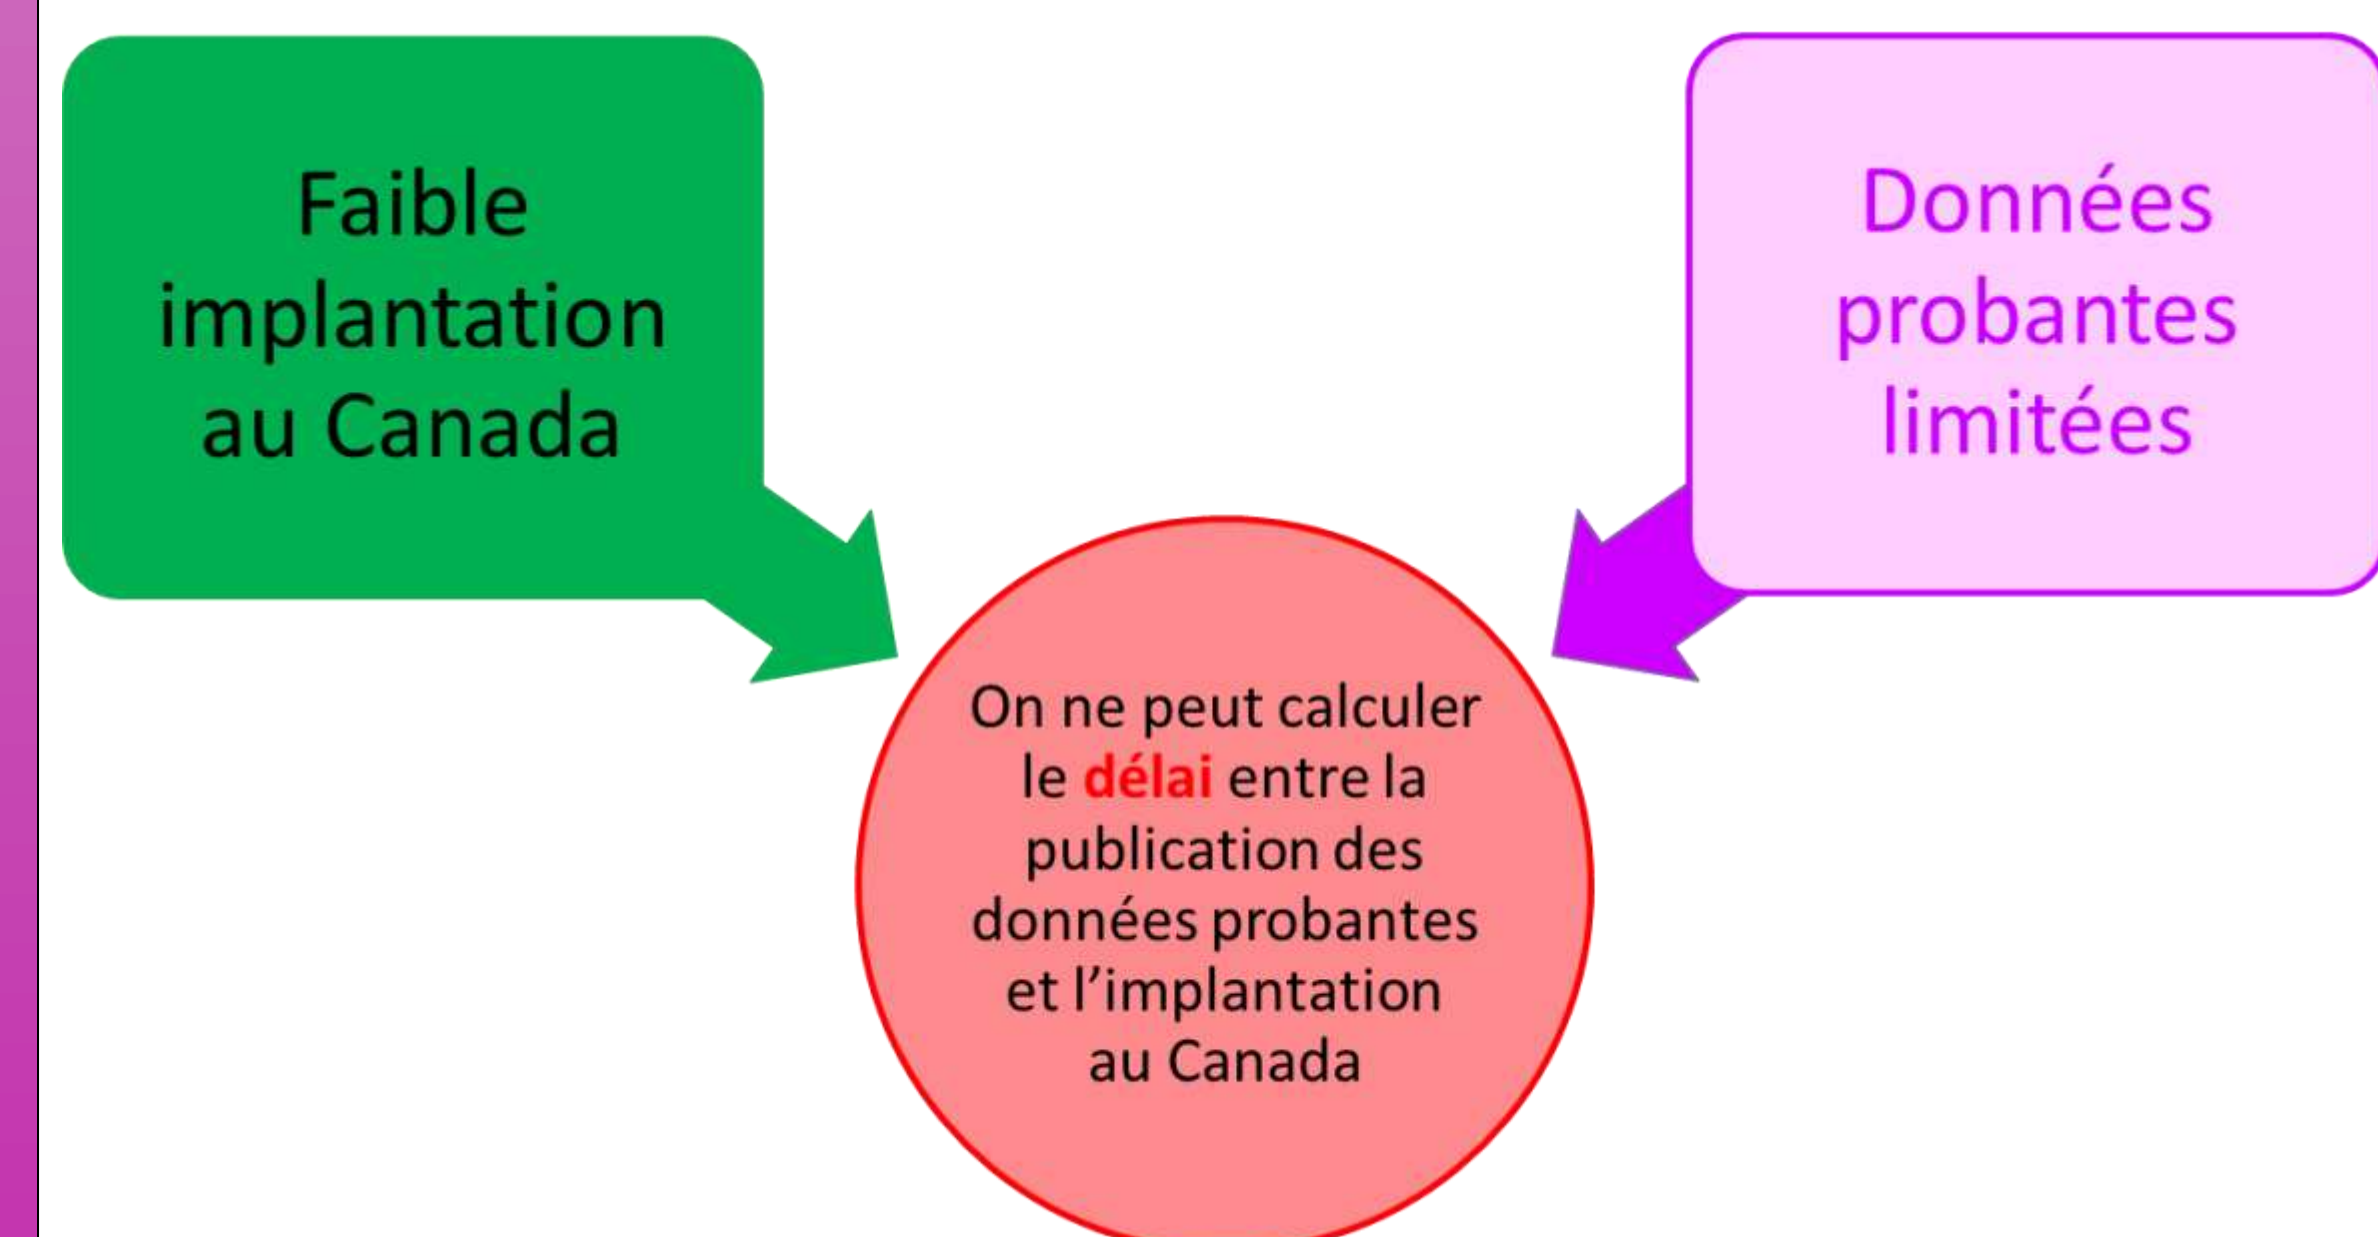 Faible
implantation
au Canada
Données
probantes
limitées
On ne peut calculer
le délai entre la
publication des
données probantes
et l’implantation
au Canada